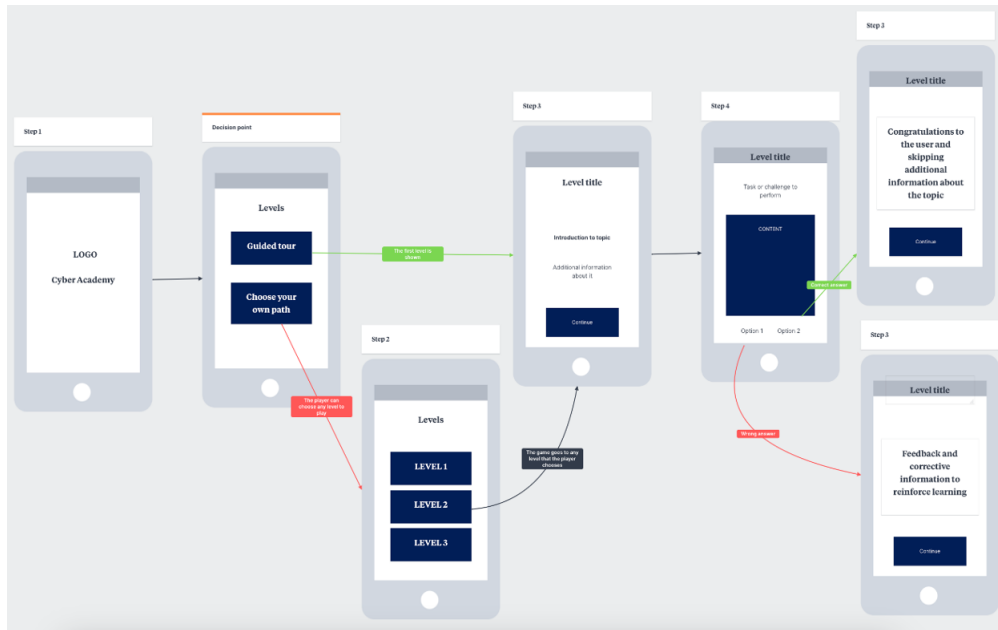 Step 1
LOGO
Cyber Academy
Decision point
Levels
Guided tour
Choose your
own path
The first level is
shown
The player can
choose any level to
play
Step 2
Levels
LEVEL 1
LEVEL 2
LEVEL 3
The game goes to any
level that the player
chooses
Step 3
Level title
Introduction to topic
Additional information
about it.
Continue
Step 4
Level title
Task or challenge to
perform
CONTENT
Option 1
Option 2
Correct answer
Wrong answer
Step 5
Level title
Congratulations to
the user and
skipping
additional
information about
the topic
Continue
Step 5
Level title
Feedback and
corrective
information to
reinforce learning
Continue